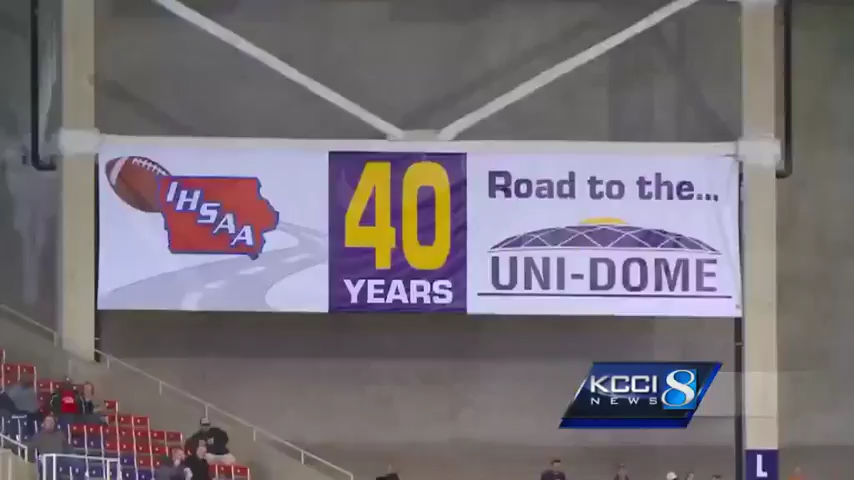 IHSAA
40
YEARS
Road to the...
UNI-DOME
KCCI 8
NEWS
L